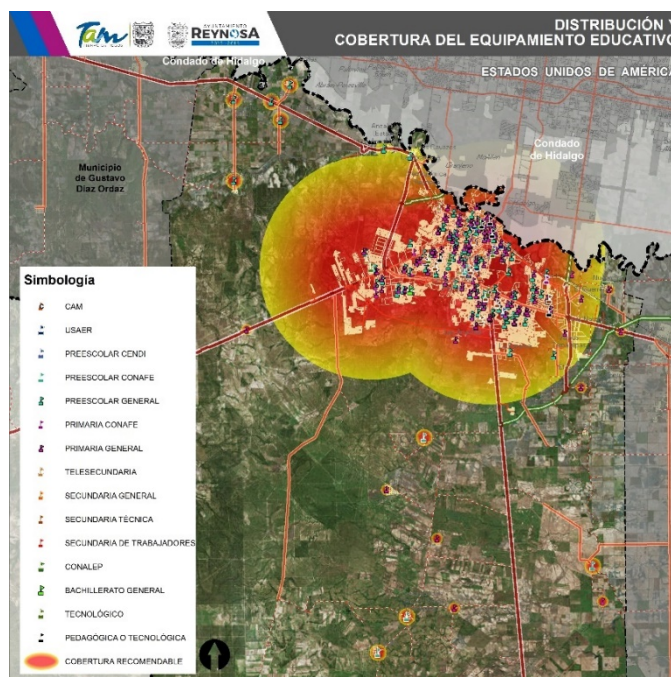 Tam
AYUNTAMIENTO
REYNOSA
DISTRIBUCIÓN Y
COBERTURA DEL EQUIPAMIENTO EDUCATIVO
Condado de Hidalgo
ESTADOS UNIDOS DE AMÉRICA
Condado
de Hidalgo
Municipio
de Gustavo
Díaz Ordaz
Simbología
CAM
USAER
PREESCOLAR CENDI
PREESCOLAR CONAFE
PREESCOLAR GENERAL
PRIMARIA CONAFE
PRIMARIA GENERAL
TELESECUNDARIA
SECUNDARIA GENERAL
SECUNDARIA TÉCNICA
SECUNDARIA DE TRABAJADORES
CONALEP
BACHILLERATO GENERAL
TECNOLÓGICO
PEDAGÓGICA O TECNOLÓGICA
COBERTURA RECOMENDABLE